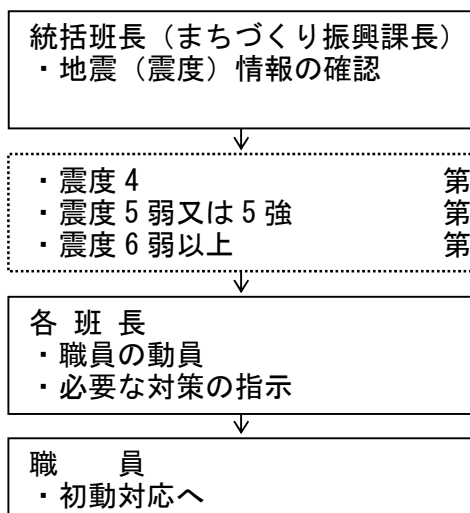 統括班長（まちづくり振興課長）
・地震（震度）情報の確認
・震度４　　　　　　　　　第
・震度５弱又は５強　　　　第
・震度６弱以上　　　　　　第
各 班 長
・職員の動員
・必要な対策の指示
職　　員
・初動対応へ